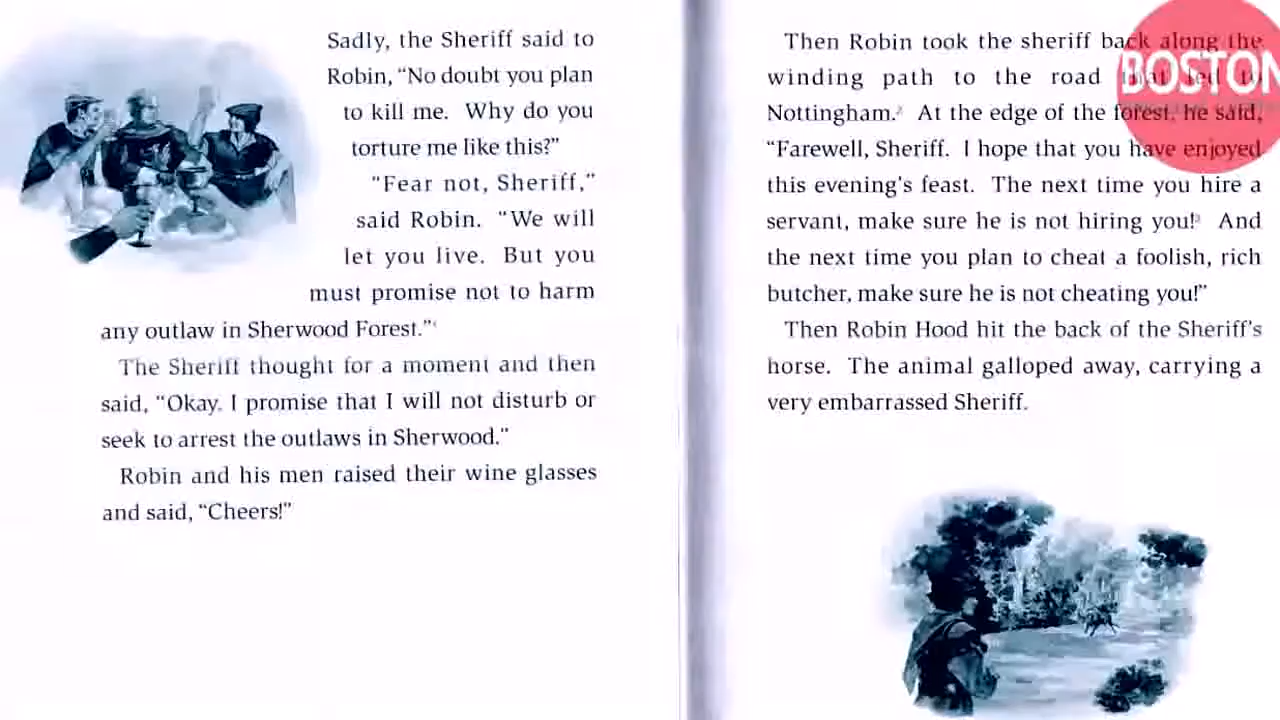 Sadly, the Sheriff said to
Robin, “No doubt you plan
to kill me. Why do you
torture me like this?”
“Fear not, Sheriff,”
said Robin. “We will
let you live. But you
must promise not to harm
any outlaw in Sherwood Forest.”
The Sheriff thought for a moment and then
said, “Okay. I promise that I will not disturb or
seek to arrest the outlaws in Sherwood.”
Robin and his men raised their wine glasses
and said, “Cheers!”
Then Robin took the sheriff back along the
winding path to the road that led to
Nottingham.² At the edge of the forest, he said,
“Farewell, Sheriff. I hope that you have enjoyed
this evening's feast. The next time you hire a
servant, make sure he is not hiring you!³ And
the next time you plan to cheat a foolish, rich
butcher, make sure he is not cheating you!”
Then Robin Hood hit the back of the Sheriff's
horse. The animal galloped away, carrying a
very embarrassed Sheriff.
BOSTON